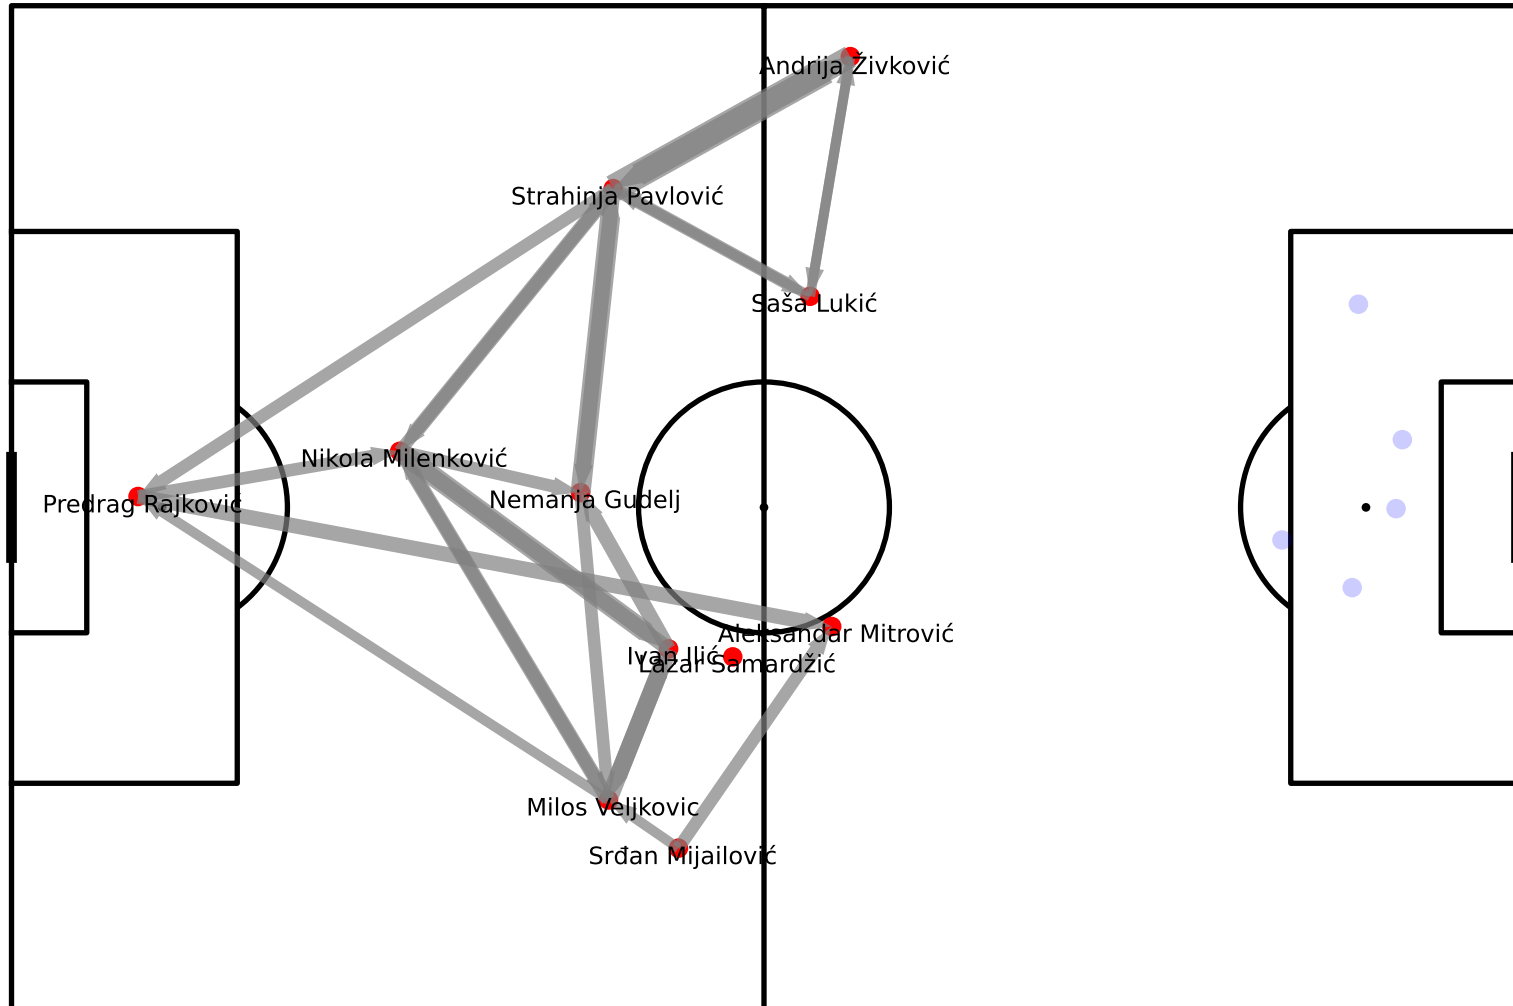 Andrija Živković
Strahinja Pavlović
Saša Lukić
Nikola Milenković
Nemanja Gudelj
Predrag Rajković
Aleksandar Mitrović
Ivan Ilić
Lazar Samardžić
Milos Veljkovic
Srđan Mijailović